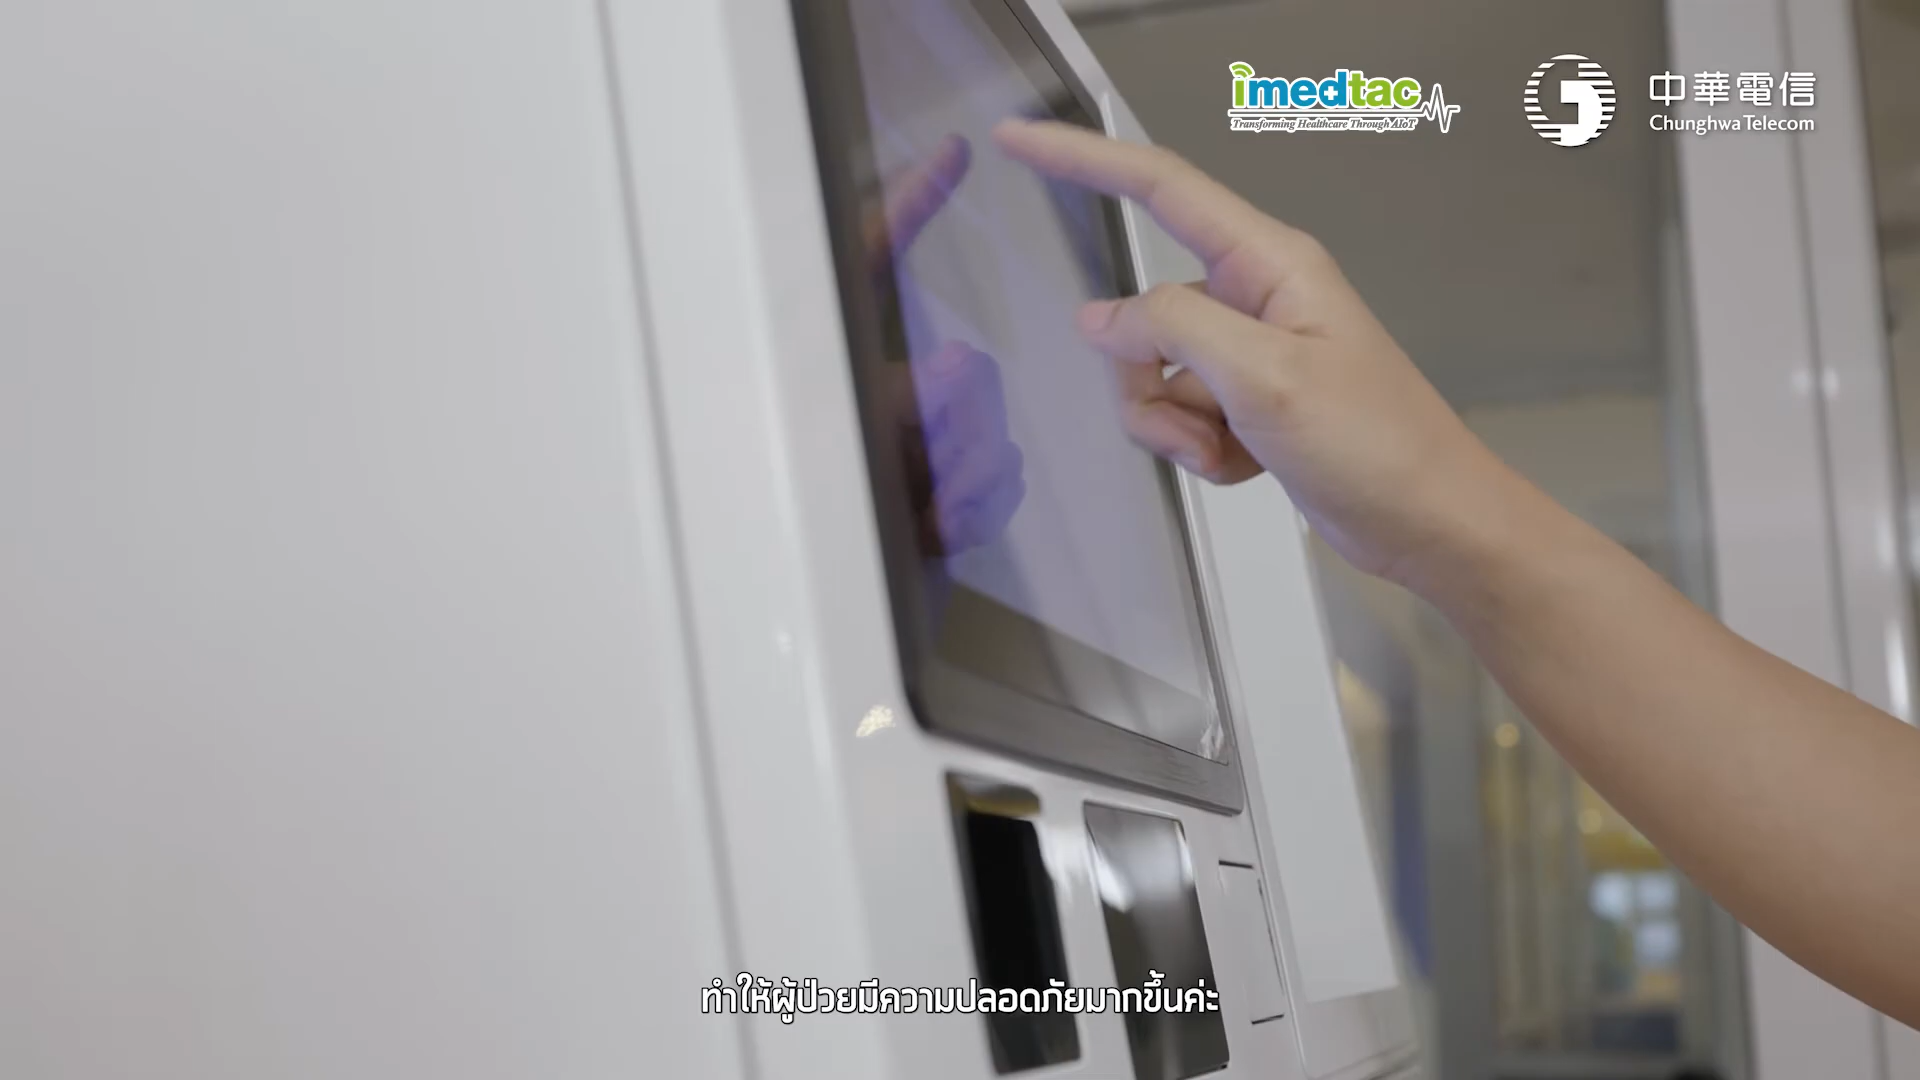 imedtac
Transforming Healthcare Through AIoT
中華電信
Chunghwa Telecom
ทำให้ผู้ป่วยมีความปลอดภัยมากขึ้นค่ะ